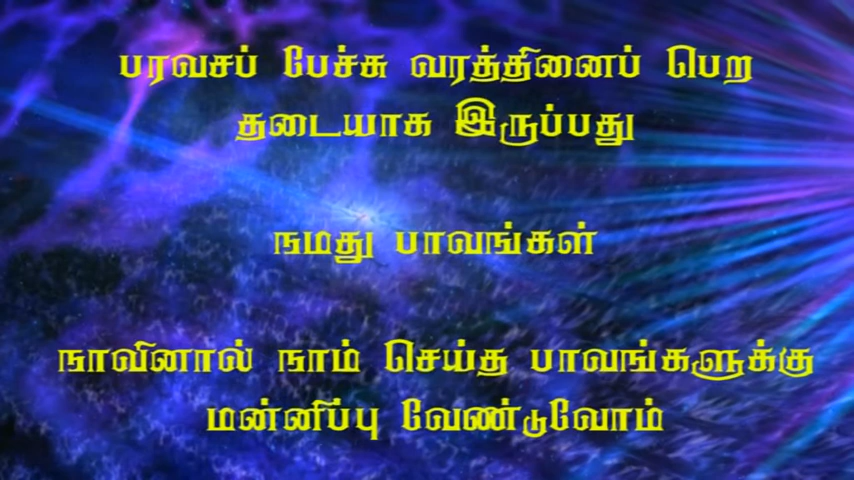 பரவசப் பேச்சு வரத்தினைப் பெற
தடையாக இருப்பது
நமது பாவங்கள்
நாவினால் நாம் செய்த பாவங்களுக்கு
மன்னிப்பு வேண்டுவோம்